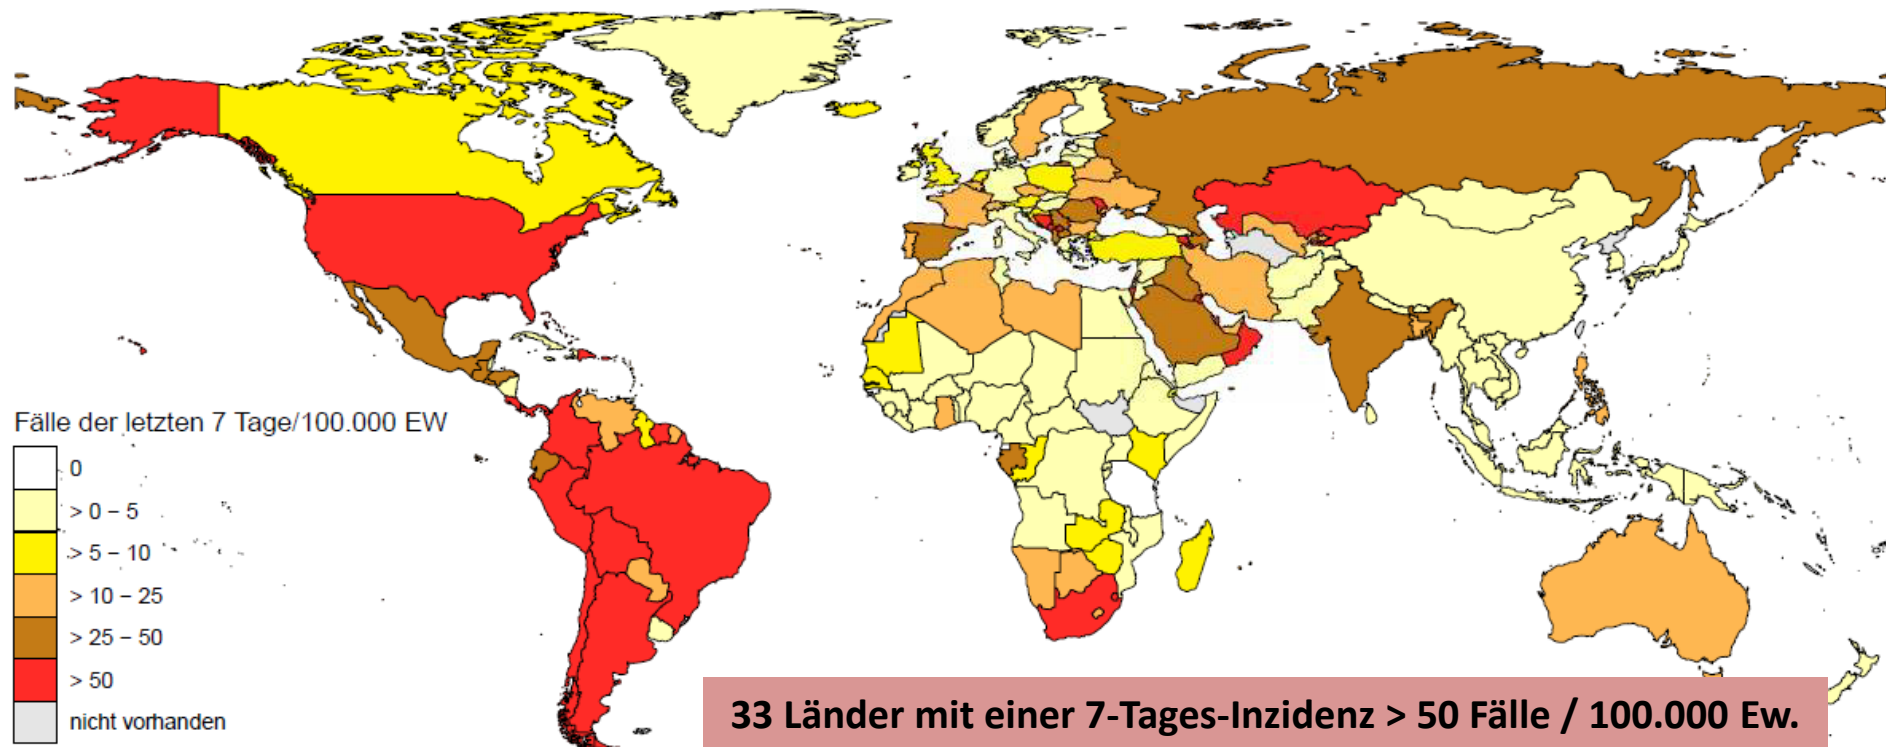 Fälle der letzten 7 Tage/100.000 EW
0
> 0 – 5
> 5 – 10
> 10 – 25
> 25 – 50
> 50
nicht vorhanden
33 Länder mit einer 7-Tages-Inzidenz > 50 Fälle / 100.000 Ew.